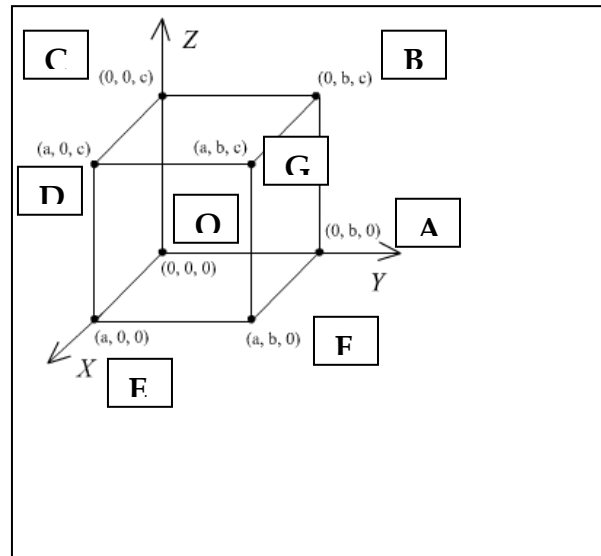 Z
C
B
(0, 0, c)
(0, b, c)
(a, 0, c)
(a, b, c)
G
D
O
A
(0, b, 0)
(0, 0, 0)
Y
(a, 0, 0)
(a, b, 0)
F
X
E